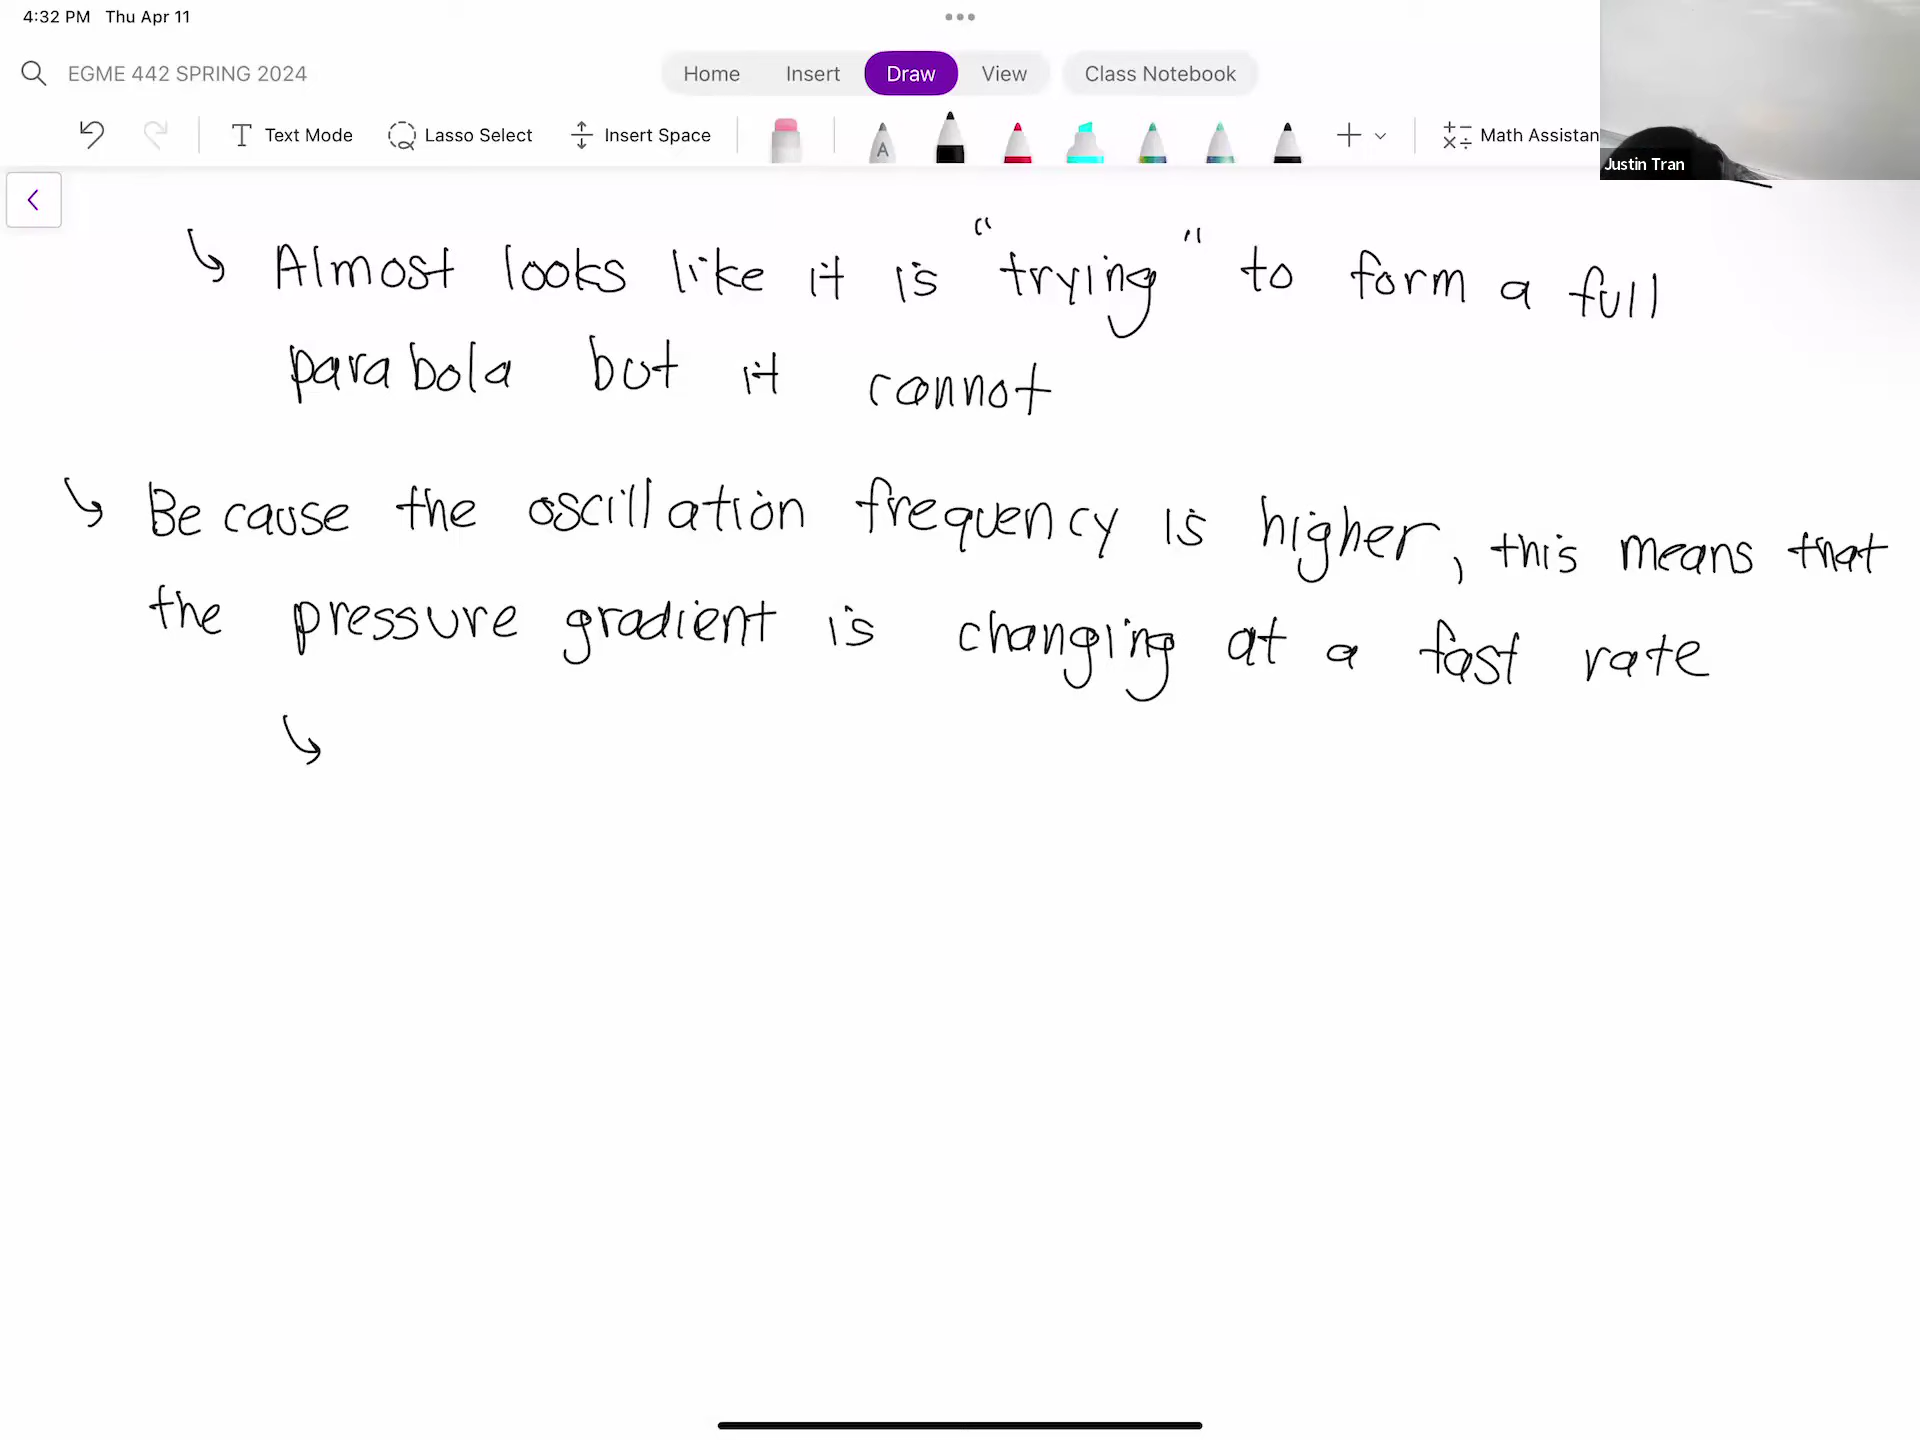 4:32 PM Thu Apr 11
EGME 442 SPRING 2024
Home Insert Draw View Class Notebook
Text Mode Lasso Select Insert Space A Math Assistan
Justin Tran
Almost looks like it is "trying" to form a full
parabola but it cannot
Because the oscillation frequency is higher, this means that
the pressure gradient is changing at a fast rate